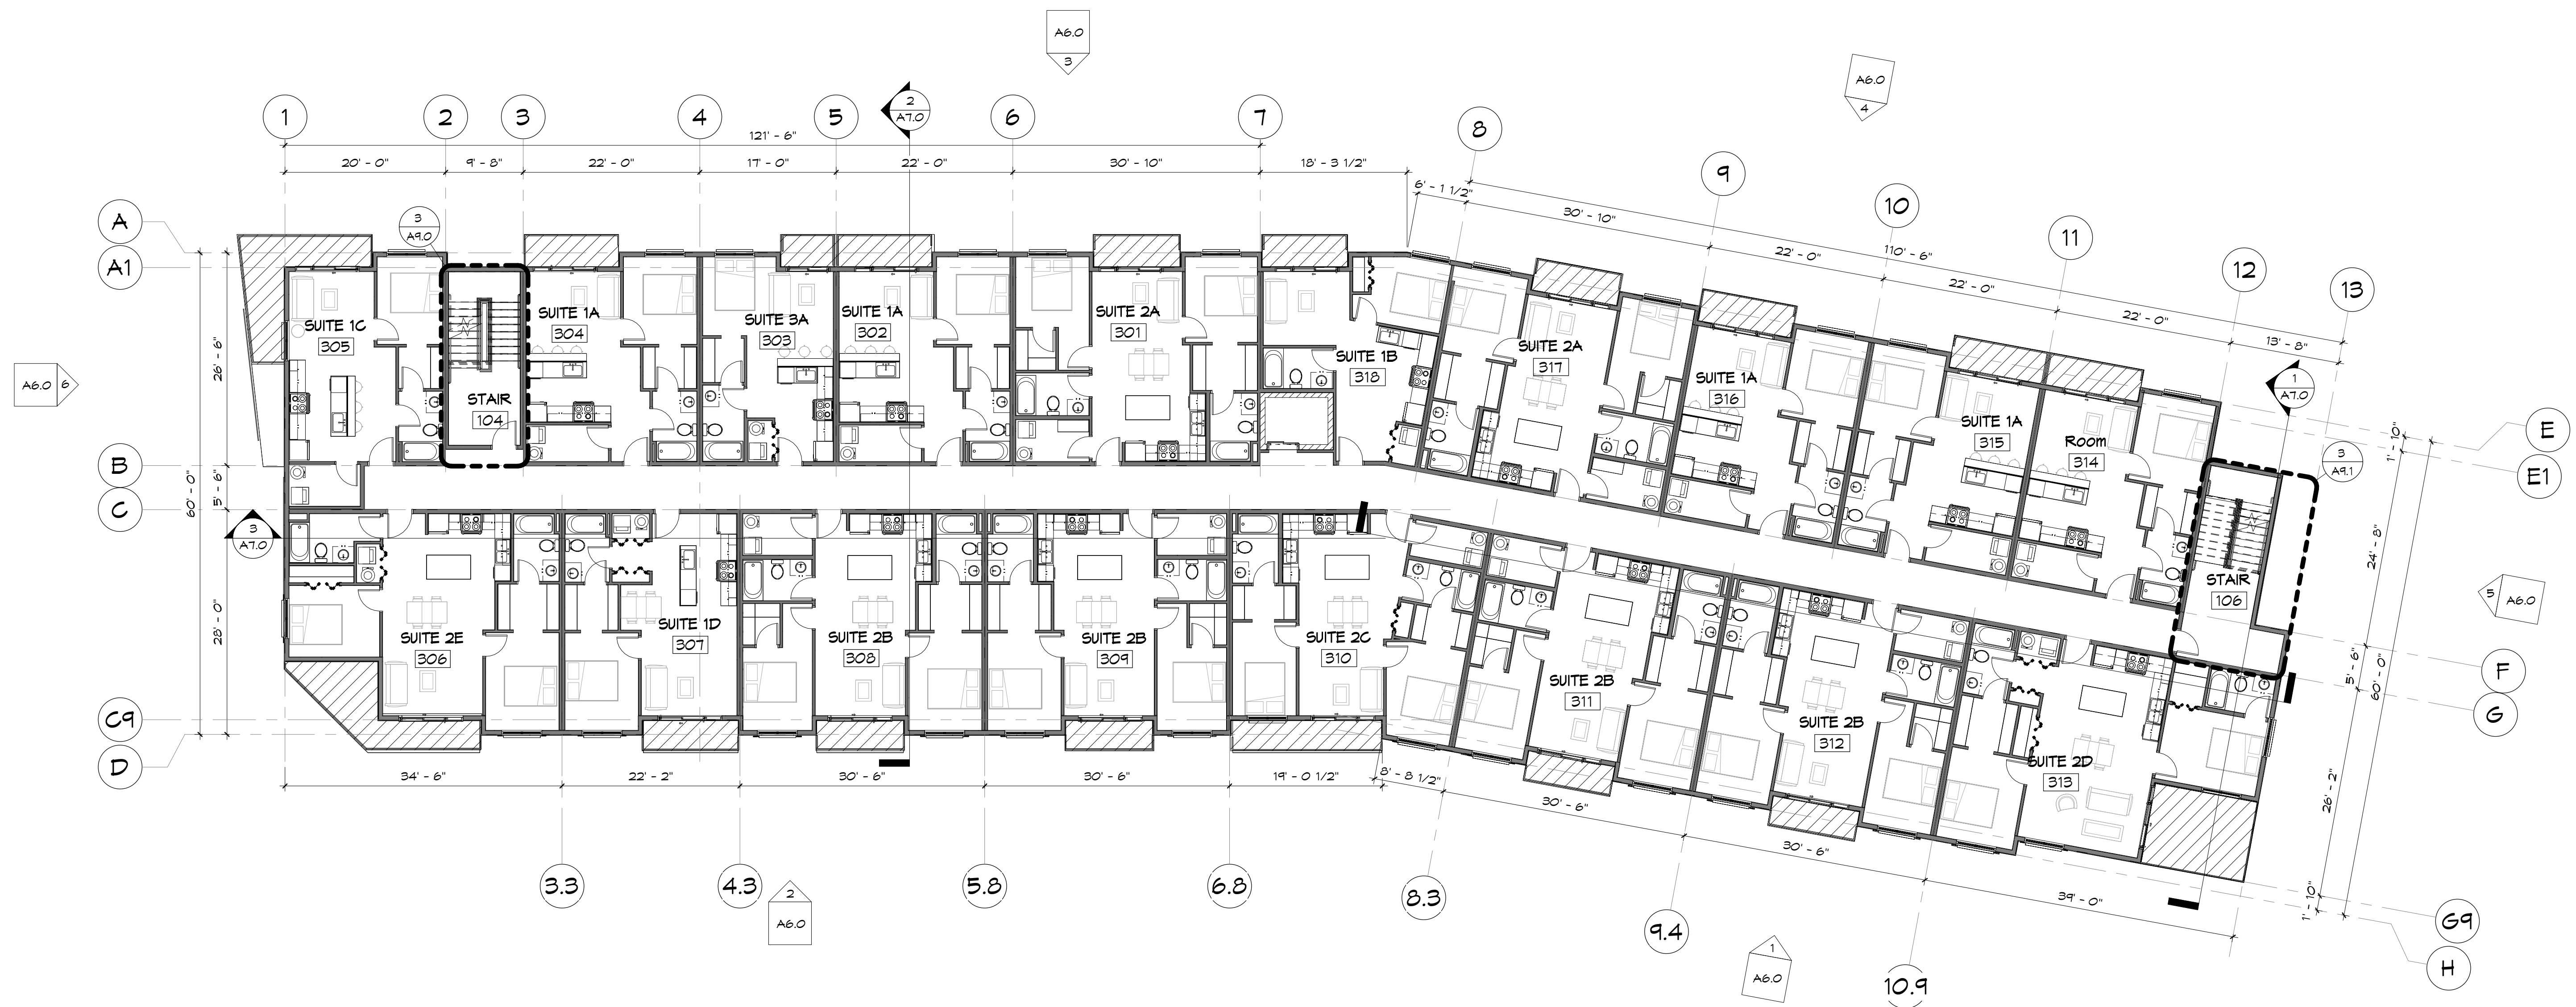 A6.0
3
A6.0
4
1
2
3
4
5
2
A7.0
6
7
8
9
10
11
12
13
121' - 6"
20' - 0"
9' - 8"
22' - 0"
17' - 0"
22' - 0"
30' - 10"
18' - 3 1/2"
6' - 1 1/2"
30' - 10"
22' - 0"
110' - 6"
22' - 0"
22' - 0"
13' - 8"
A
A1
B
C
C9
D
3
A9.0
1
A7.0
3
A9.1
E
E1
F
G
G9
H
A6.0
6
3
A7.0
5
A6.0
60' - 0"
26' - 6"
5' - 6"
28' - 0"
1' - 10"
24' - 8"
5' - 6"
60' - 0"
26' - 2"
1' - 10"
SUITE 1C
305
STAIR
104
SUITE 1A
304
SUITE 3A
303
SUITE 1A
302
SUITE 2A
301
SUITE 1B
318
SUITE 2A
317
SUITE 1A
316
SUITE 1A
315
Room
314
STAIR
106
SUITE 2E
306
SUITE 1D
307
SUITE 2B
308
SUITE 2B
309
SUITE 2C
310
SUITE 2B
311
SUITE 2B
312
SUITE 2D
313
34' - 6"
22' - 2"
30' - 6"
30' - 6"
19' - 0 1/2"
8' - 8 1/2"
30' - 6"
30' - 6"
39' - 0"
3.3
4.3
5.8
6.8
8.3
9.4
10.9
2
A6.0
1
A6.0